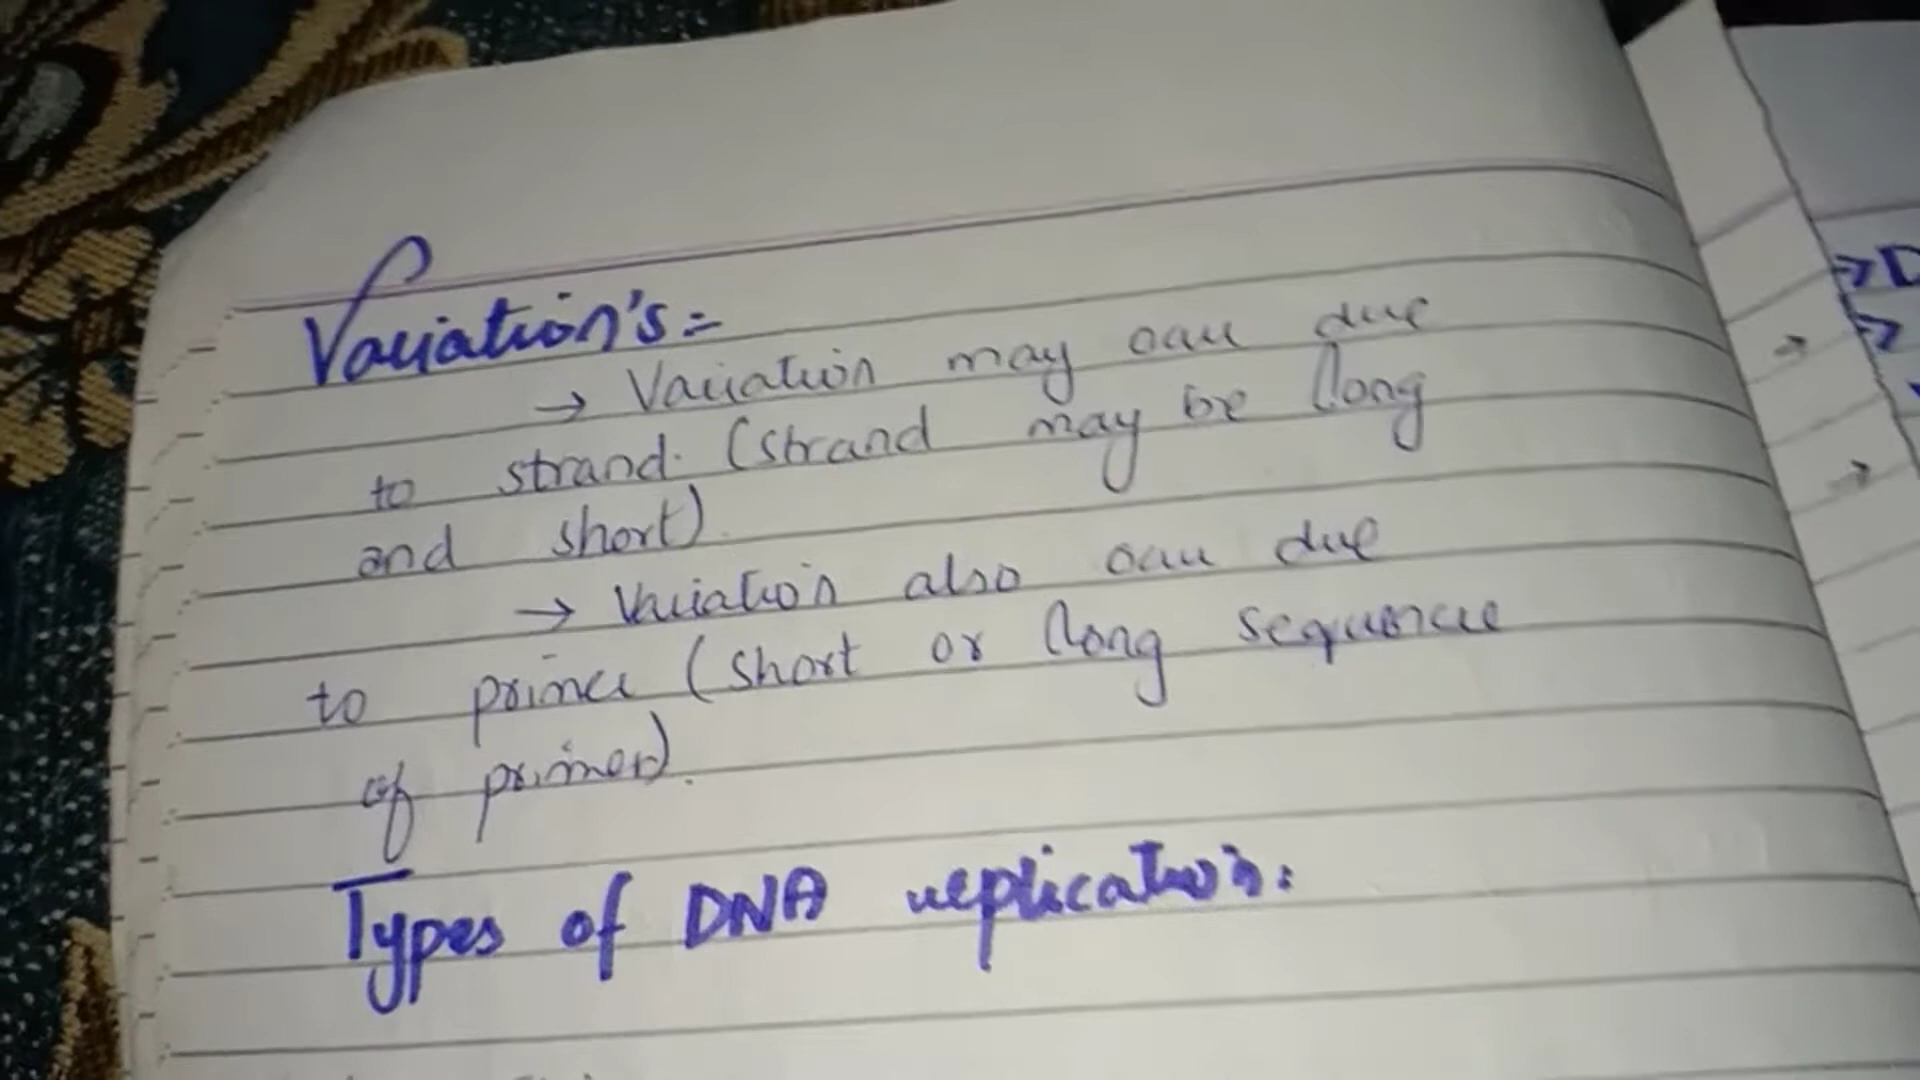 Variation's =
→ Variation may occur due
to strand. (strand may be long
and short).
→ Variation also occur due
to primer (short or long sequence
of primer).
Types of DNA replication:
→ D
→
→
→